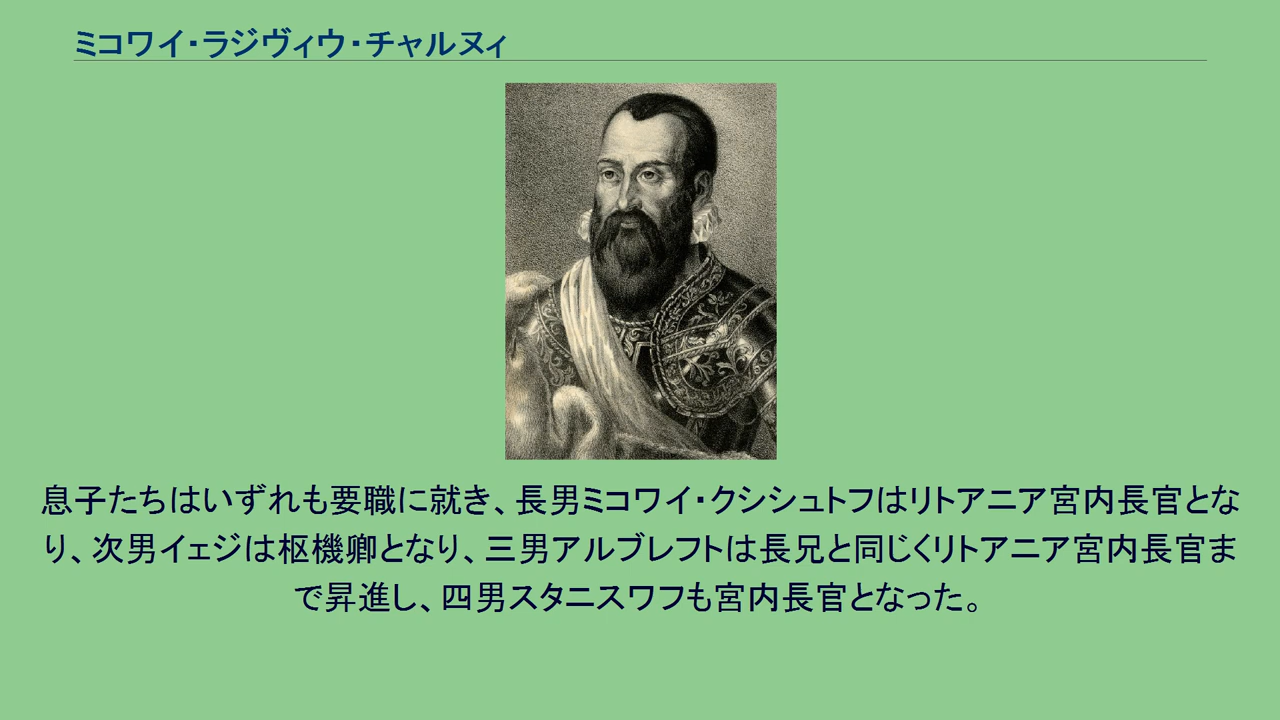 ミコワイ・ラジヴィウ・チャルヌィ
息子たちはいずれも要職に就き、長男ミコワイ・クシシュトフはリトアニア宮内長官とな
り、次男イェジは枢機卿となり、三男アルブレフトは長兄と同じくリトアニア宮内長官ま
で昇進し、四男スタニスワフも宮内長官となった。